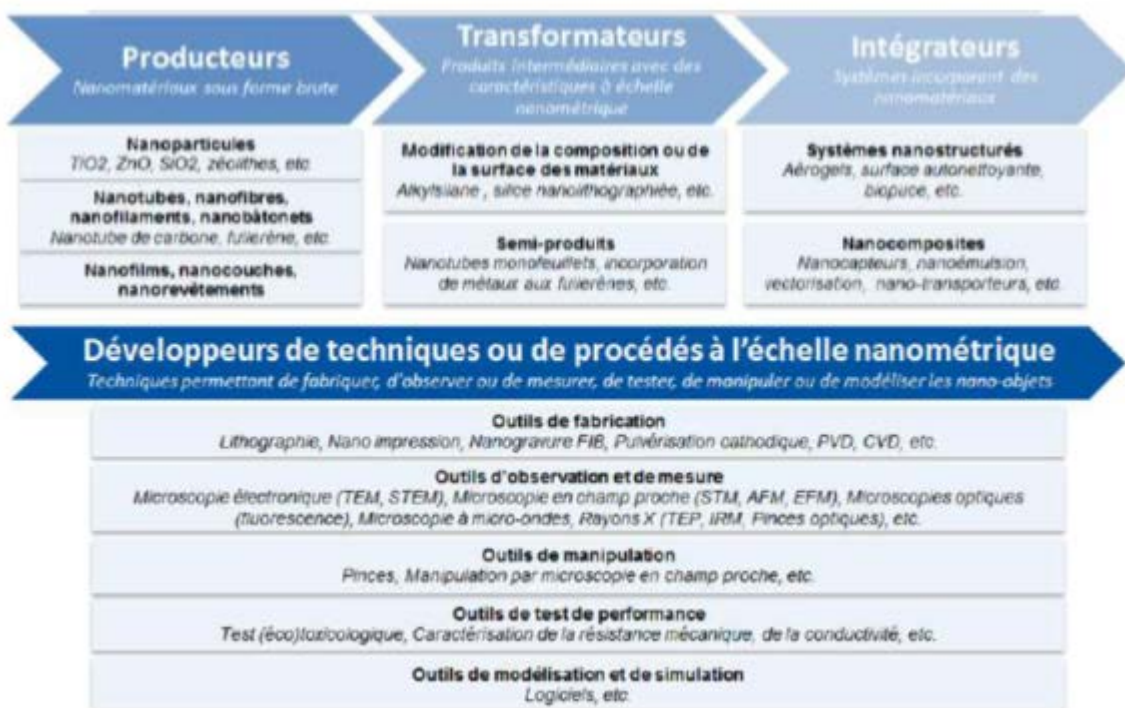 Producteurs
Nanomatériaux sous forme brute
Transformateurs
Produits intermédiaires avec des
caractéristiques à échelle
nanométrique
Intégrateurs
Systèmes incorporant des
nanomatériaux
Nanoparticules
TiO2, ZnO, SiO2, zéolithes, etc.
Nanotubes, nanofibres,
nanofilaments, nanobâtonets
Nanotube de carbone, fullerène, etc.
Nanofilms, nanocouches,
nanorevêtements
Modification de la composition ou de
la surface des matériaux
Alkylsilane , silice nanolithographiée, etc.
Semi-produits
Nanotubes monofeuillets, incorporation
de métaux aux fullerènes, etc.
Systèmes nanostructurés
Aérogels, surface autonettoyante,
biopuce, etc.
Nanocomposites
Nanocapteurs, nanoémulsion,
vectorisation, nano-transporteurs, etc.
Développeurs de techniques ou de procédés à l'échelle nanométrique
Techniques permettant de fabriquer, d'observer ou de mesurer, de tester, de manipuler ou de modéliser les nano-objets
Outils de fabrication
Lithographie, Nano impression, Nanogravure FIB, Pulvérisation cathodique, PVD, CVD, etc.
Outils d'observation et de mesure
Microscopie électronique (TEM, STEM), Microscopie en champ proche (STM, AFM, EFM), Microscopies optiques
(fluorescence), Microscopie à micro-ondes, Rayons X (TEP, IRM, Pinces optiques), etc.
Outils de manipulation
Pinces, Manipulation par microscopie en champ proche, etc.
Outils de test de performance
Test (éco)toxicologique, Caractérisation de la résistance mécanique, de la conductivité, etc.
Outils de modélisation et de simulation
Logiciels, etc.